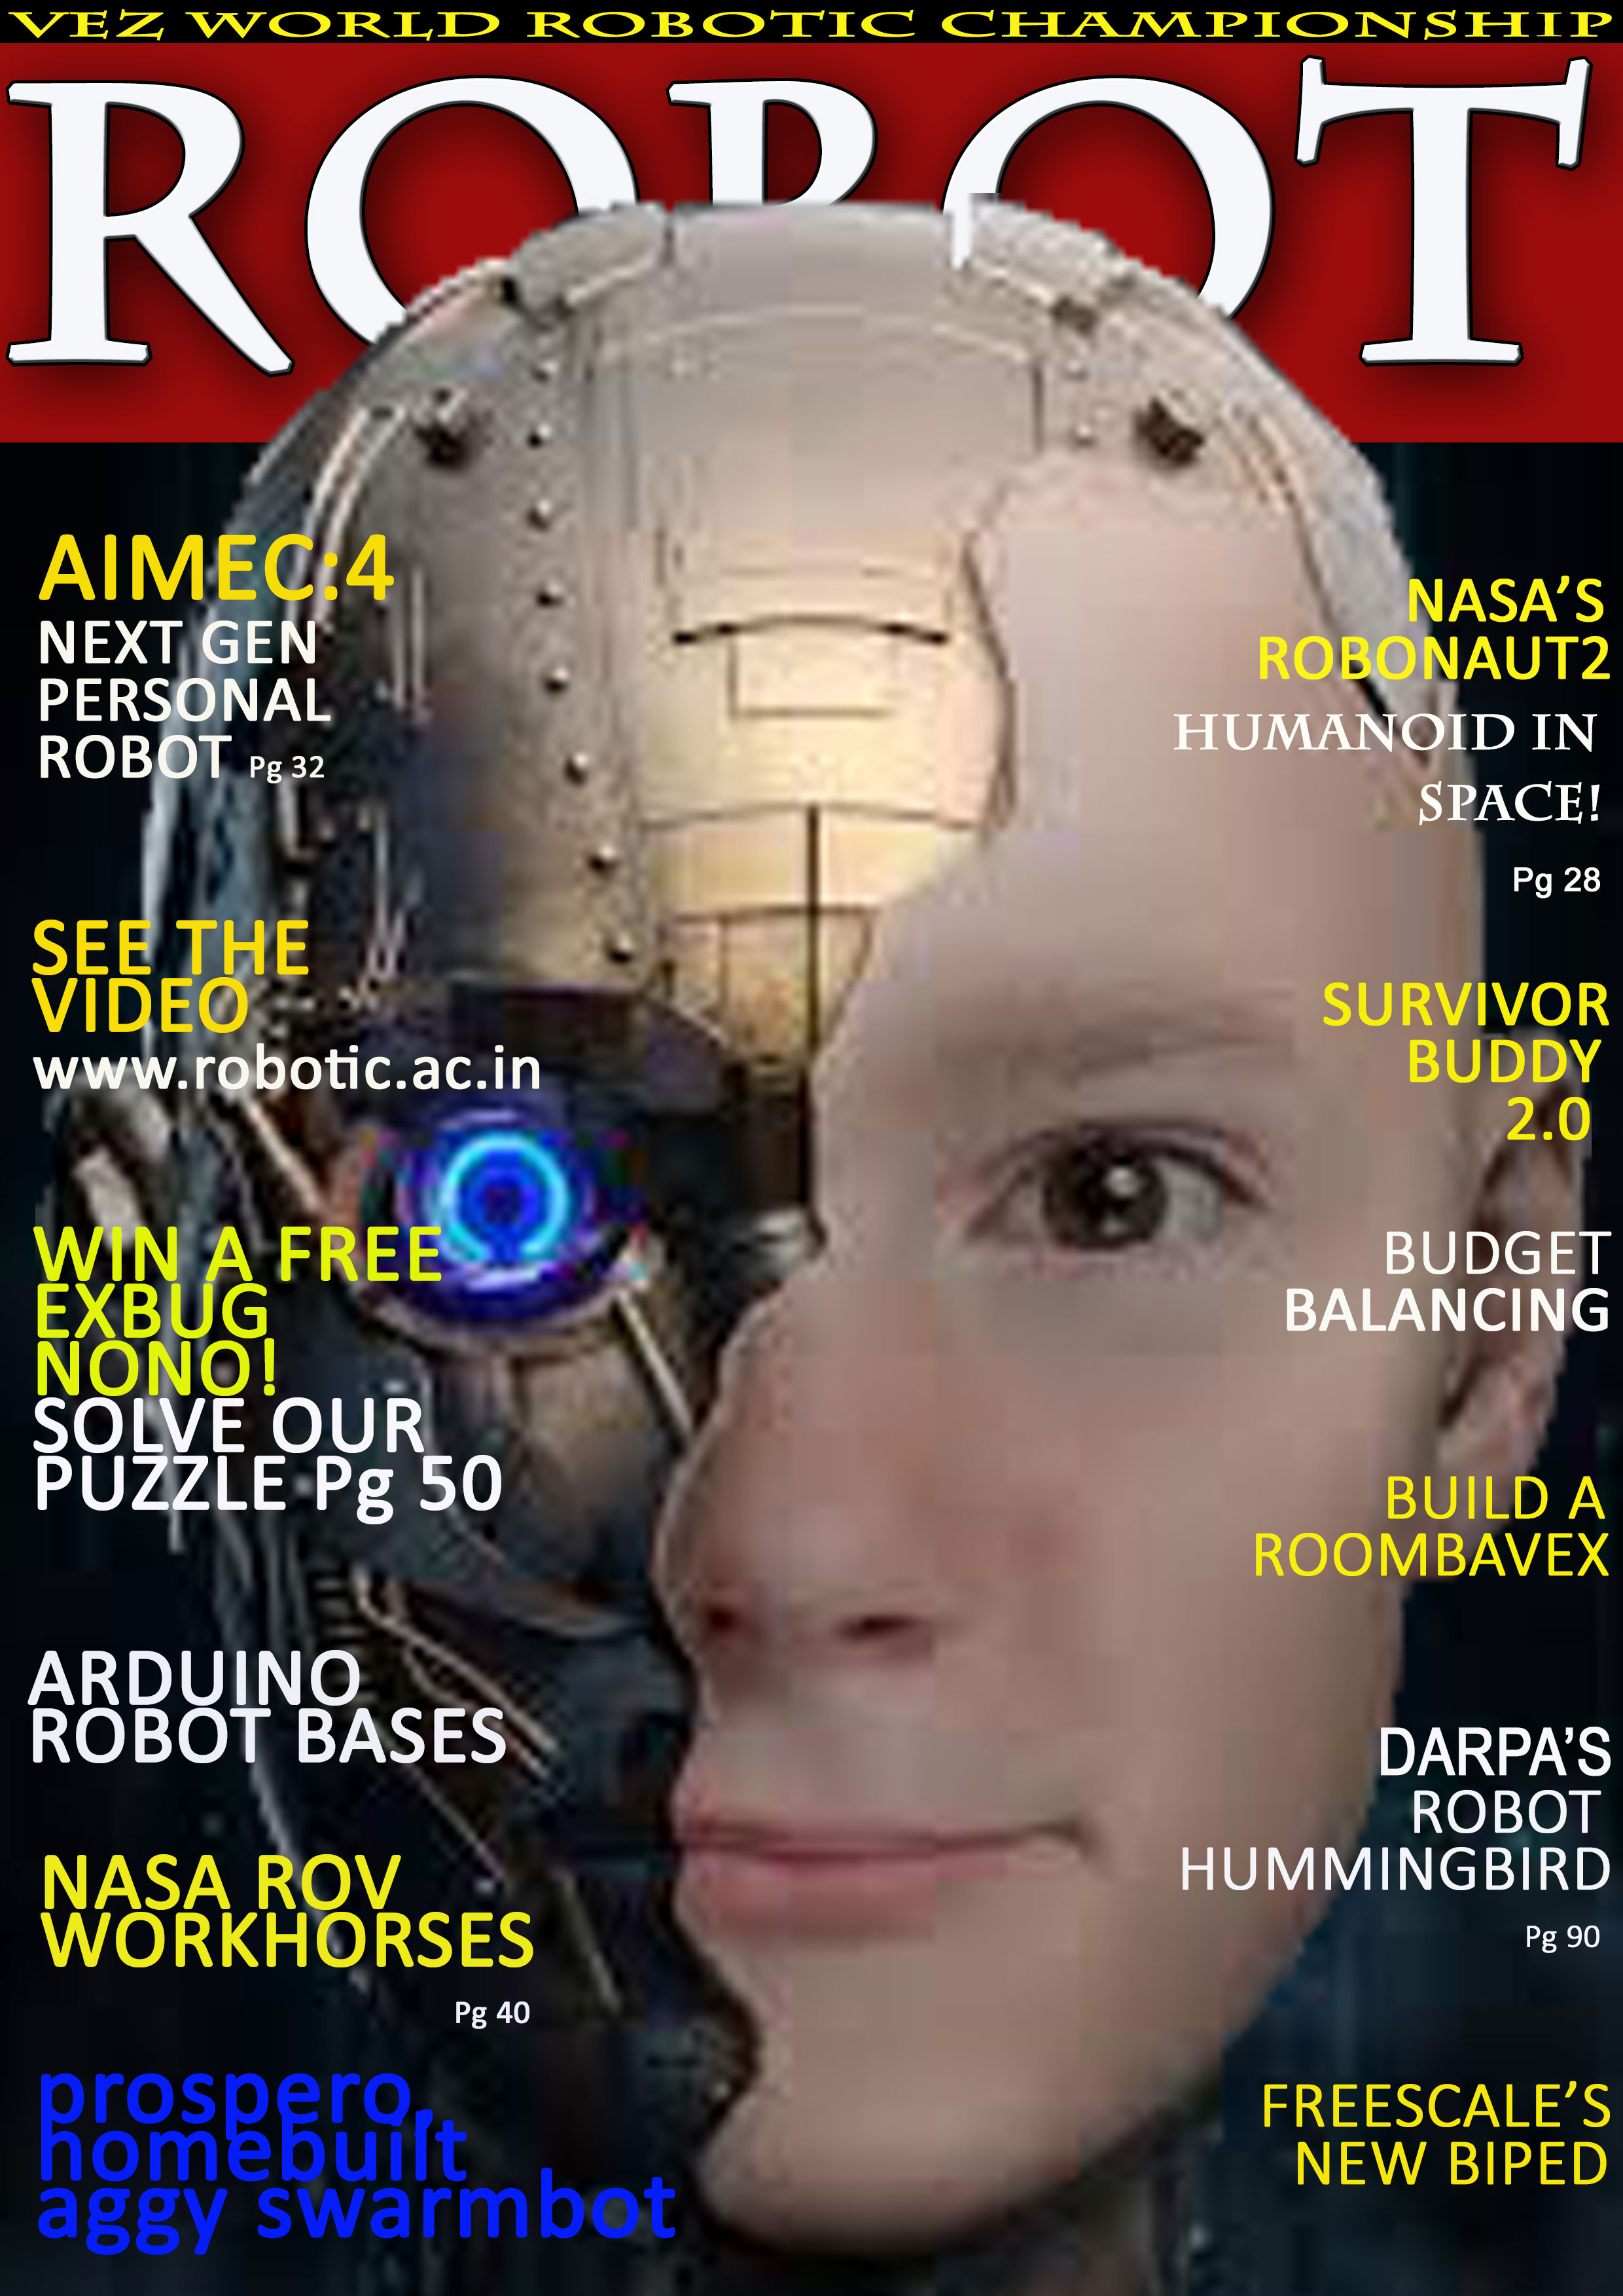 VEZ WORLD ROBOTIC CHAMPIONSHIP
ROBOT
AIMEC:4
NEXT GEN
PERSONAL
ROBOT Pg 32
SEE THE
VIDEO
www.robotic.ac.in
WIN A FREE
EXBUG
NONO!
SOLVE OUR
PUZZLE Pg 50
ARDUINO
ROBOT BASES
NASA ROV
WORKHORSES
Pg 40
prospero,
homebuilt
aggy swarmbot
NASA’S
ROBONAUT2
HUMANOID IN
SPACE!
Pg 28
SURVIVOR
BUDDY
2.0
BUDGET
BALANCING
BUILD A
ROOMBAVEX
DARPA’S
ROBOT
HUMMINGBIRD
Pg 90
FREESCALE’S
NEW BIPED